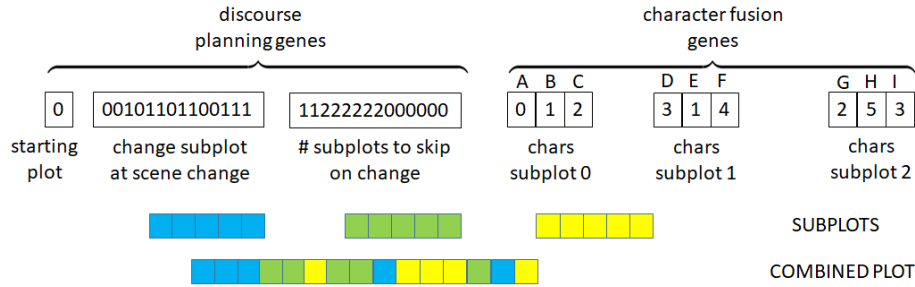 discourse
planning genes
character fusion
genes
A B C
D E F
G H I
0
00101101100111
11222222000000
0 1 2
3 1 4
2 5 3
starting
plot
change subplot
at scene change
# subplots to skip
on change
chars
subplot 0
chars
subplot 1
chars
subplot 2
SUBPLOTS
COMBINED PLOT